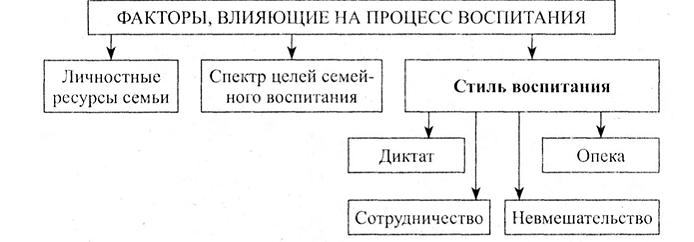 ФАКТОРЫ, ВЛИЯЮЩИЕ НА ПРОЦЕСС ВОСПИТАНИЯ
Личностные
ресурсы семьи
Спектр целей семей-
ного воспитания
Стиль воспитания
Диктат
Опека
Сотрудничество
Невмешательство